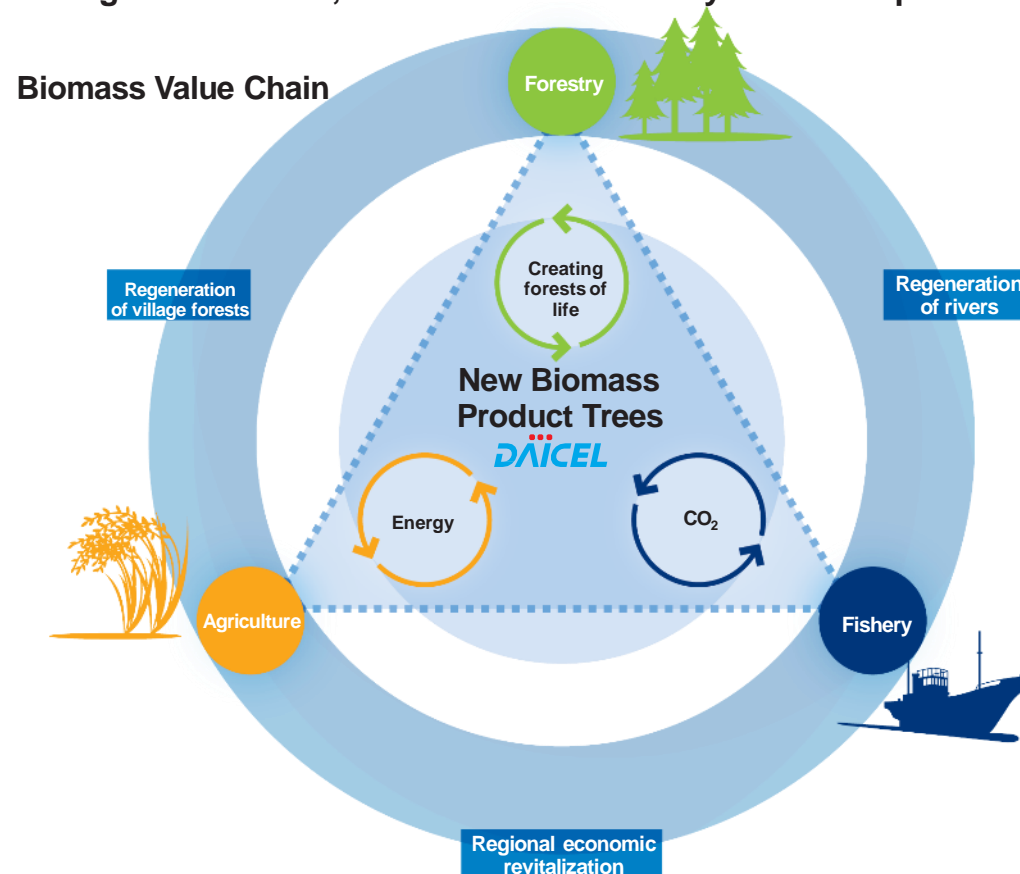 Biomass Value Chain
Forestry
Creating
forests of
life
Regeneration
of village forests
Regeneration
of rivers
New Biomass
Product Trees
DAICEL
Energy
CO₂
Agriculture
Fishery
Regional economic
revitalization